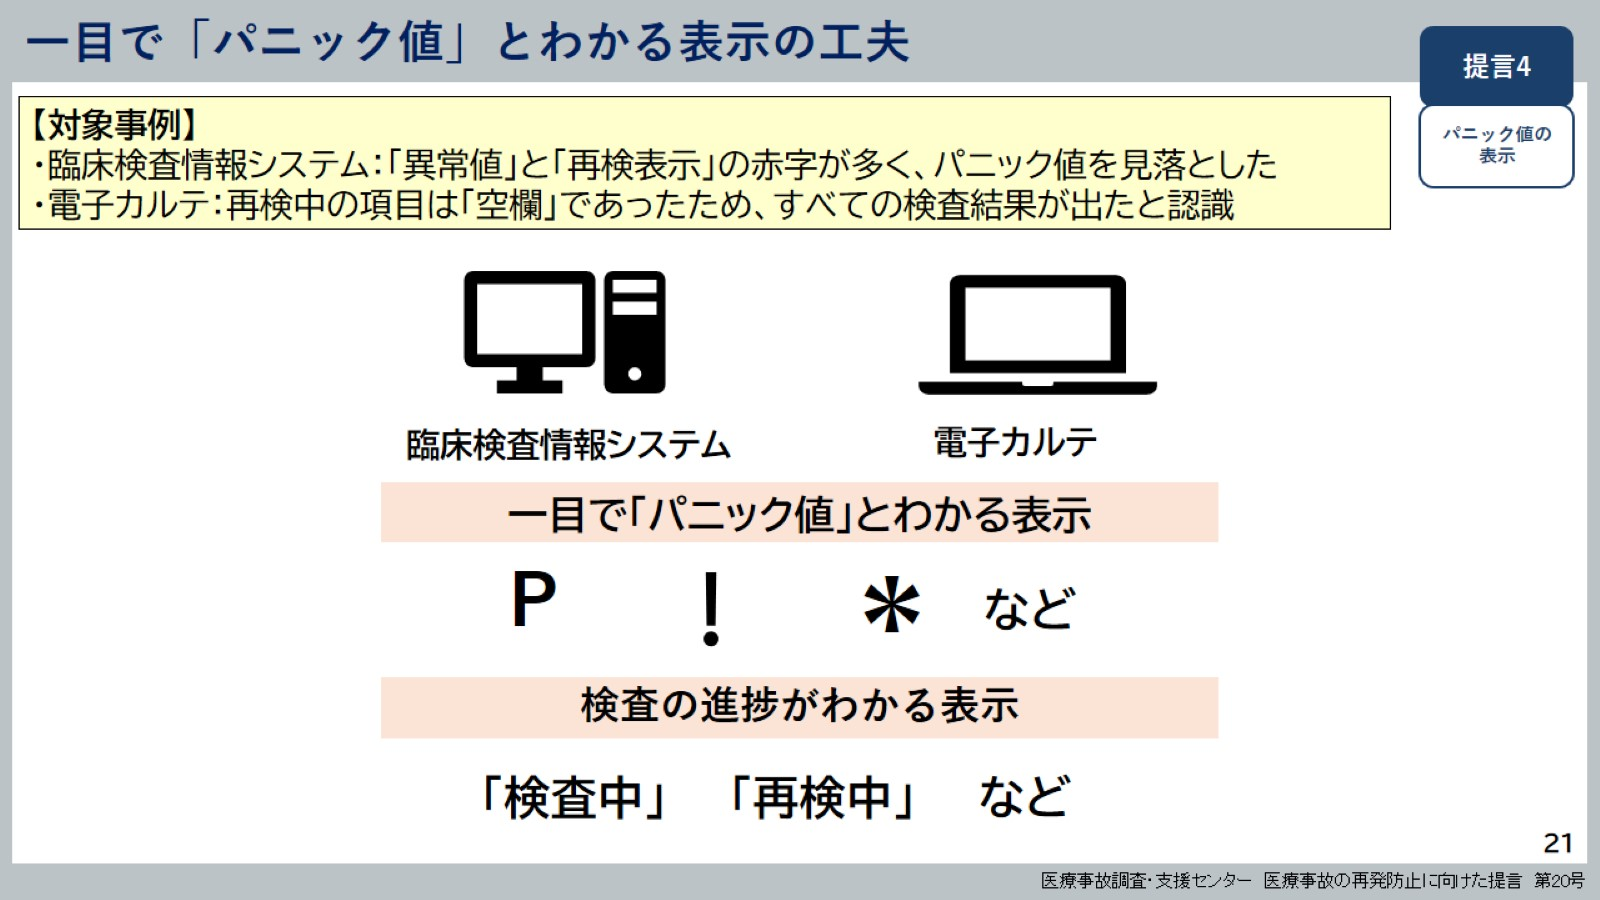 一目で「パニック値」とわかる表示の工夫
提言4
パニック値の
表示
【対象事例】
・臨床検査情報システム：「異常値」と「再検表示」の赤字が多く、パニック値を見落とした
・電子カルテ：再検中の項目は「空欄」であったため、すべての検査結果が出たと認識
臨床検査情報システム
電子カルテ
一目で「パニック値」とわかる表示
P ！ * など
検査の進捗がわかる表示
「検査中」 「再検中」 など
21
医療事故調査・支援センター 医療事故の再発防止に向けた提言 第20号